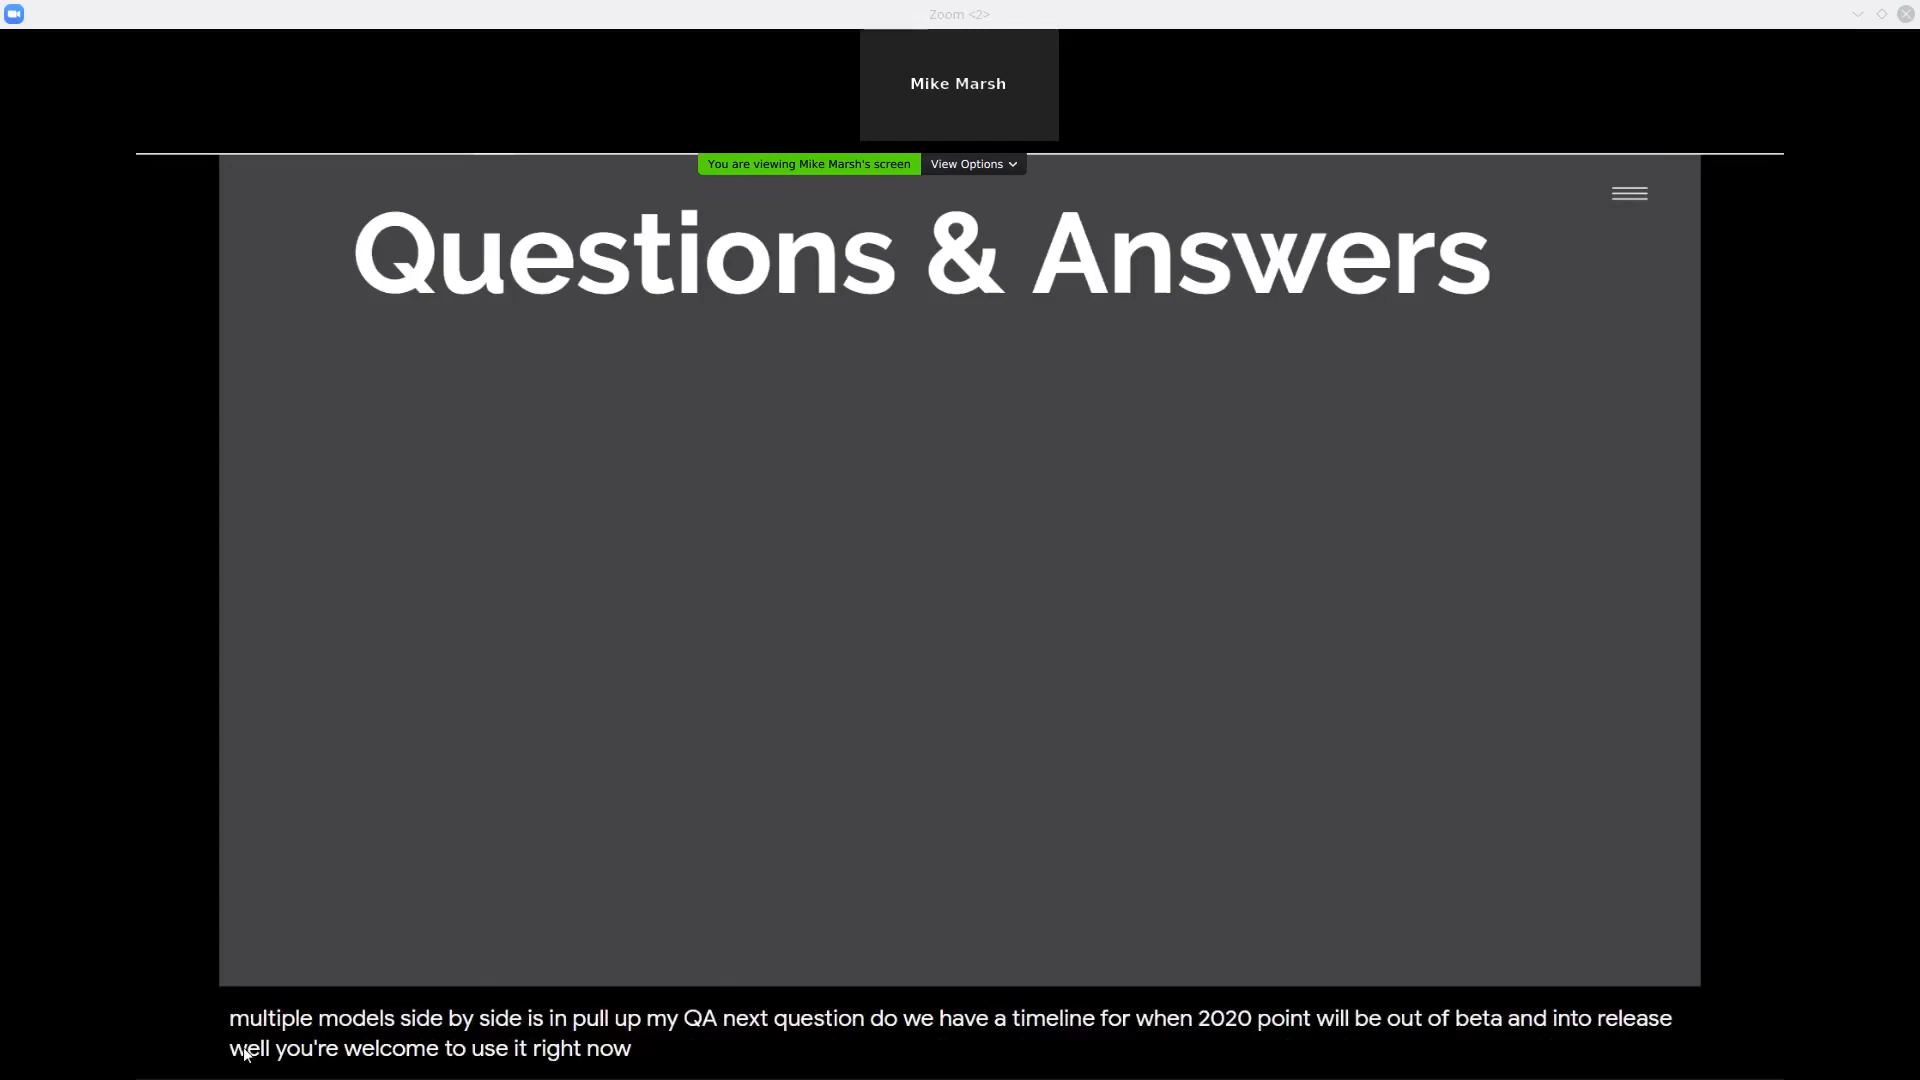 Zoom <2>
Mike Marsh
You are viewing Mike Marsh's screen View Options
Questions & Answers
multiple models side by side is in pull up my QA next question do we have a timeline for when 2020 point will be out of beta and into release
well you're welcome to use it right now